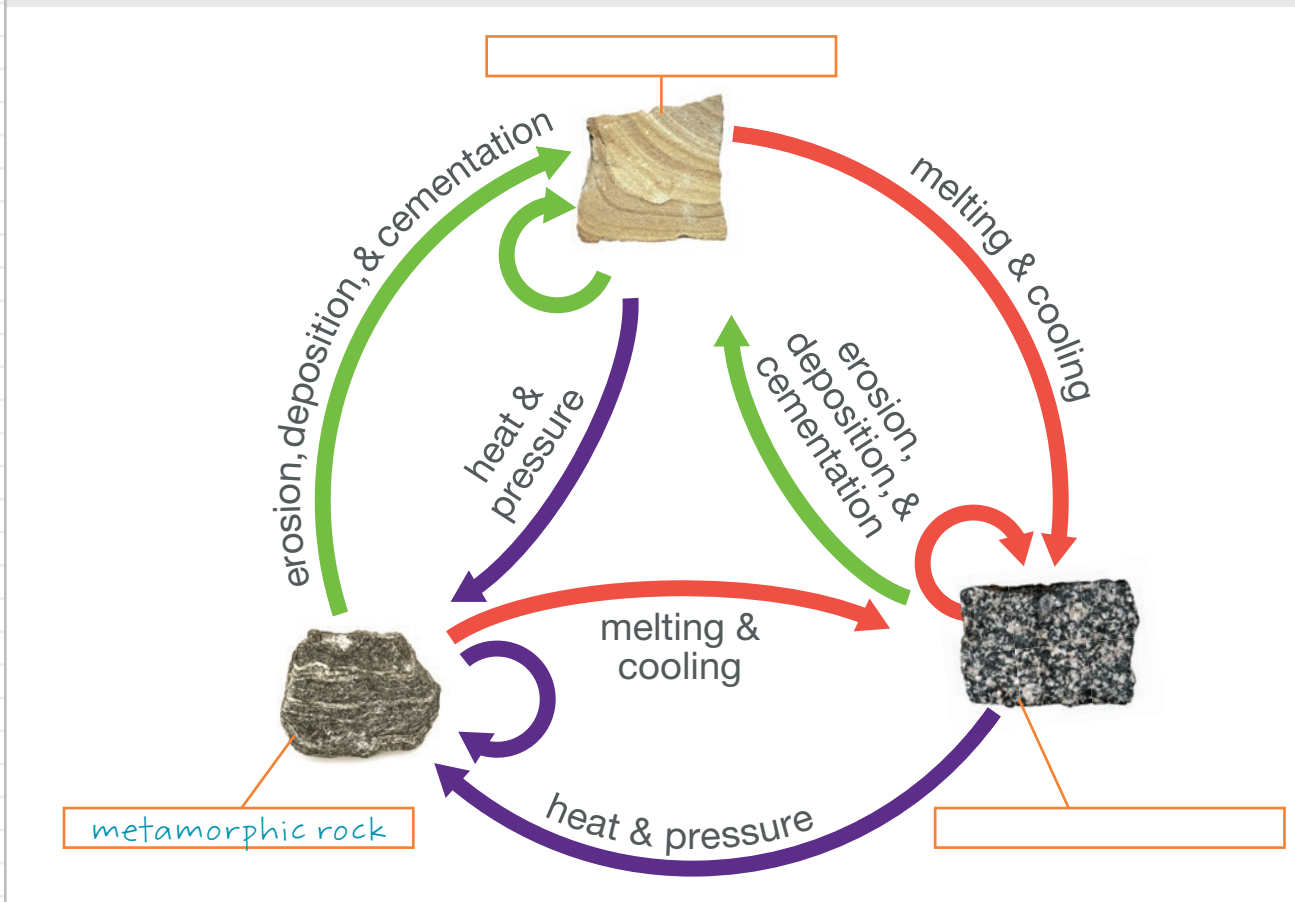 erosion, deposition, & cementation
melting & cooling
heat &
pressure
erosion,
deposition, &
cementation
melting &
cooling
metamorphic rock
heat & pressure